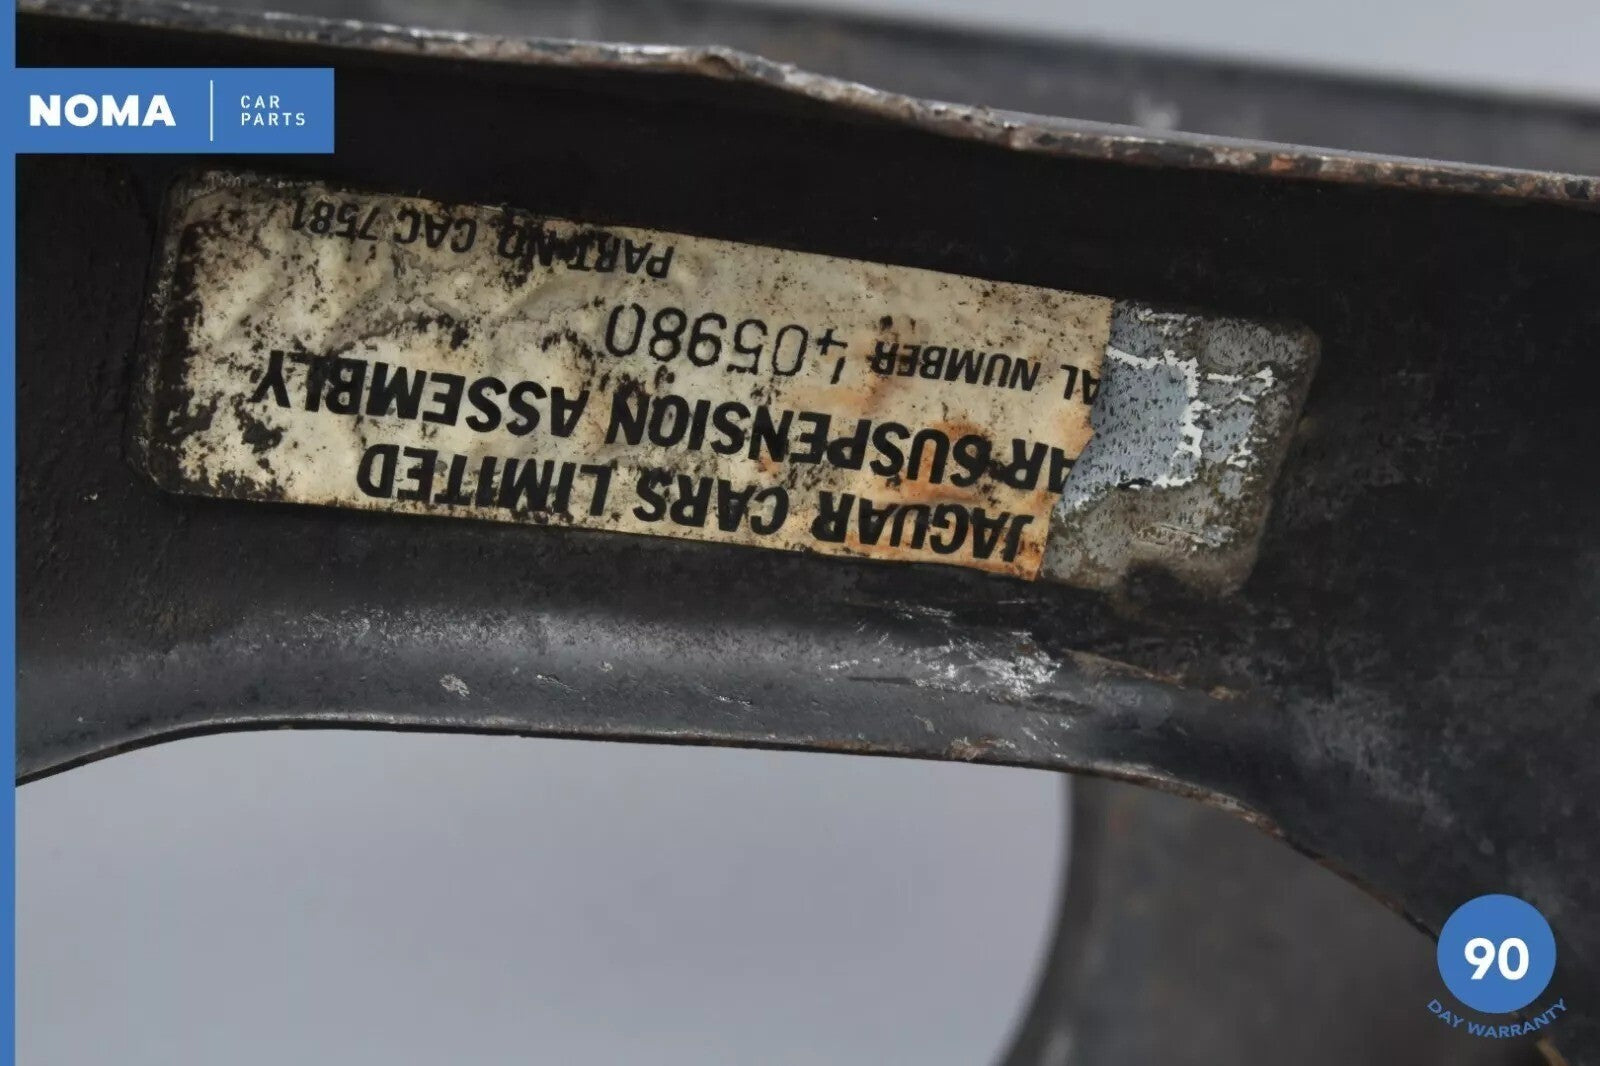 NOMA
CAR
PARTS
JAGUAR CARS LIMITED
AR SUSPENSION ASSEMBLY
AL NUMBER 405980
PART NO. CAC 7581
90
DAY WARRANTY